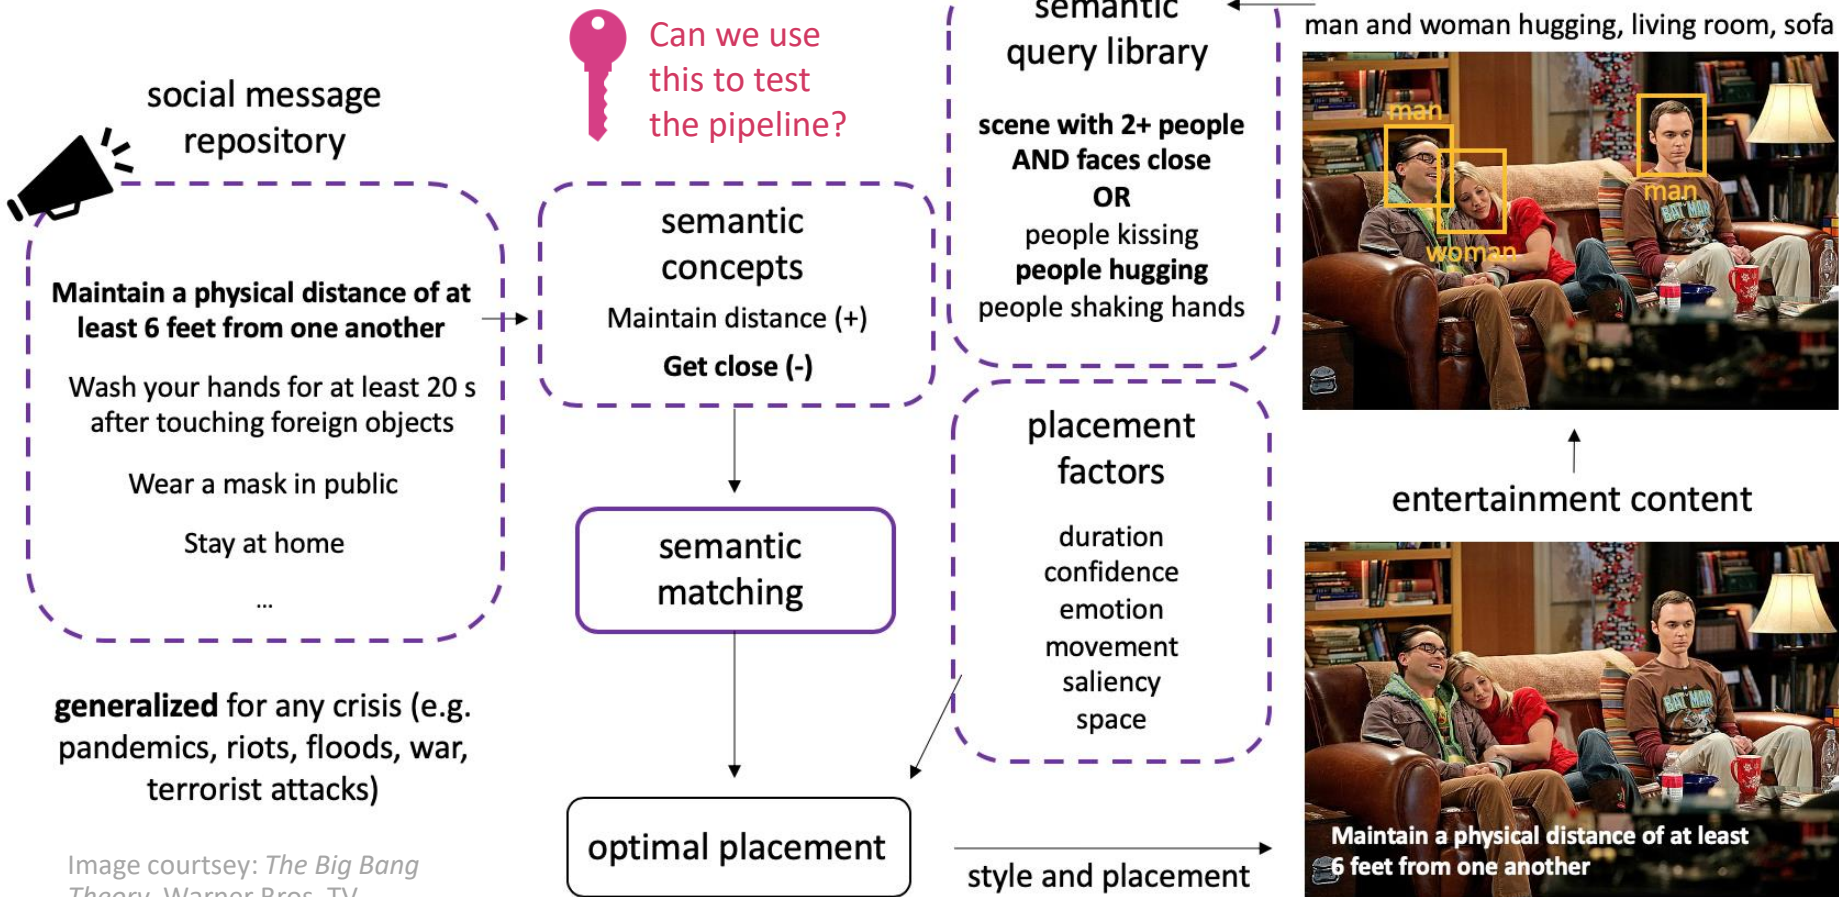 social message
repository
Maintain a physical distance of at
least 6 feet from one another
Wash your hands for at least 20 s
after touching foreign objects
Wear a mask in public
Stay at home
...
generalized for any crisis (e.g.
pandemics, riots, floods, war,
terrorist attacks)
Image courtsey: The Big Bang
Theory, Warner Bros. TV
Can we use
this to test
the pipeline?
semantic
concepts
Maintain distance (+)
Get close (-)
semantic
matching
optimal placement
semantic
query library
scene with 2+ people
AND faces close
OR
people kissing
people hugging
people shaking hands
placement
factors
duration
confidence
emotion
movement
saliency
space
style and placement
man and woman hugging, living room, sofa
man
woman
man
BATMAN
entertainment content
BATMAN
Maintain a physical distance of at least
6 feet from one another